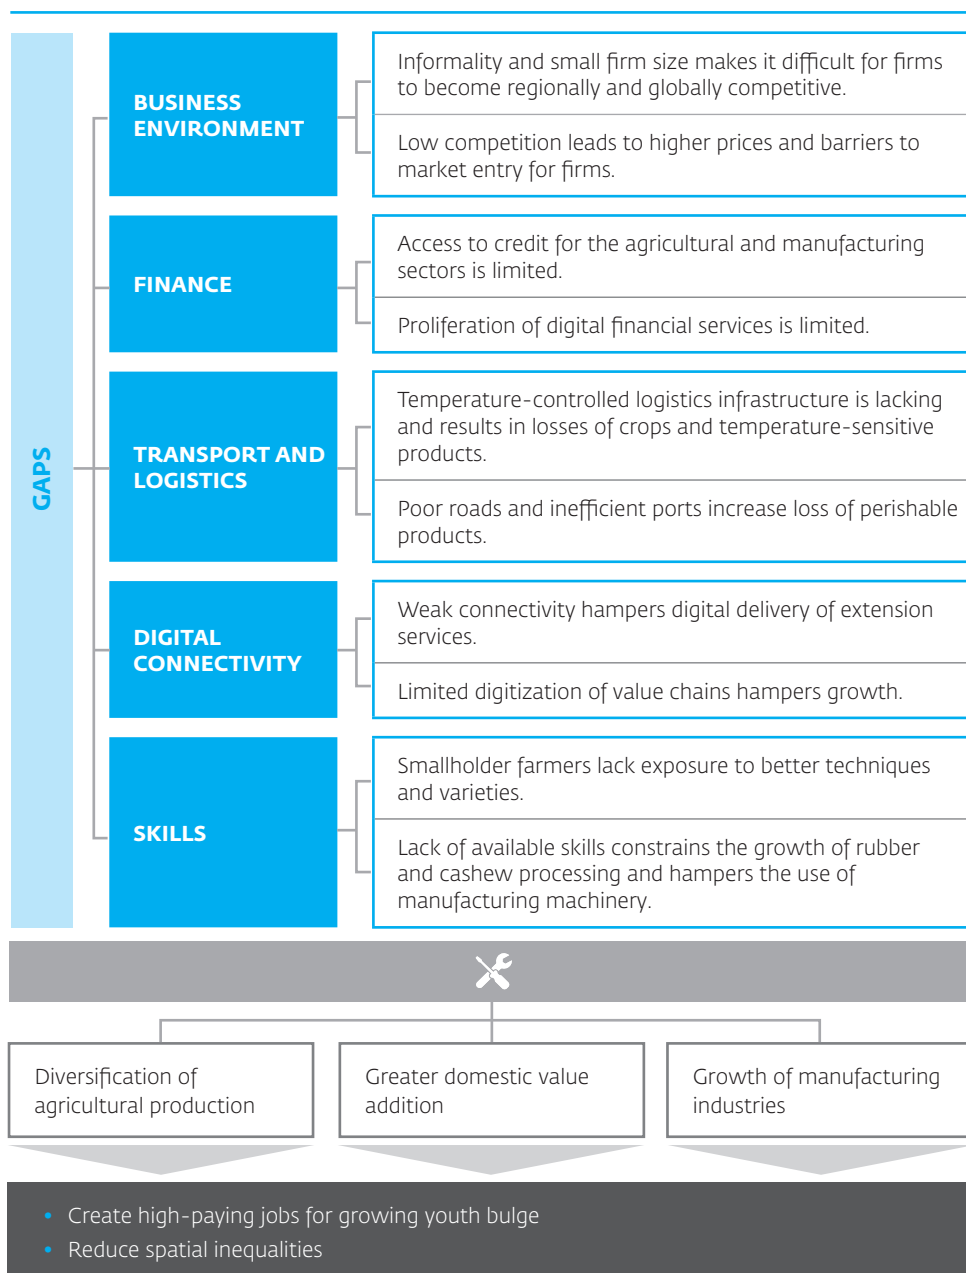 GAPS
BUSINESS
ENVIRONMENT
Informality and small firm size makes it difficult for firms
to become regionally and globally competitive.
Low competition leads to higher prices and barriers to
market entry for firms.
FINANCE
Access to credit for the agricultural and manufacturing
sectors is limited.
Proliferation of digital financial services is limited.
TRANSPORT AND
LOGISTICS
Temperature-controlled logistics infrastructure is lacking
and results in losses of crops and temperature-sensitive
products.
Poor roads and inefficient ports increase loss of perishable
products.
DIGITAL
CONNECTIVITY
Weak connectivity hampers digital delivery of extension
services.
Limited digitization of value chains hampers growth.
SKILLS
Smallholder farmers lack exposure to better techniques
and varieties.
Lack of available skills constrains the growth of rubber
and cashew processing and hampers the use of
manufacturing machinery.
Diversification of
agricultural production
Greater domestic value
addition
Growth of manufacturing
industries
• Create high-paying jobs for growing youth bulge
• Reduce spatial inequalities